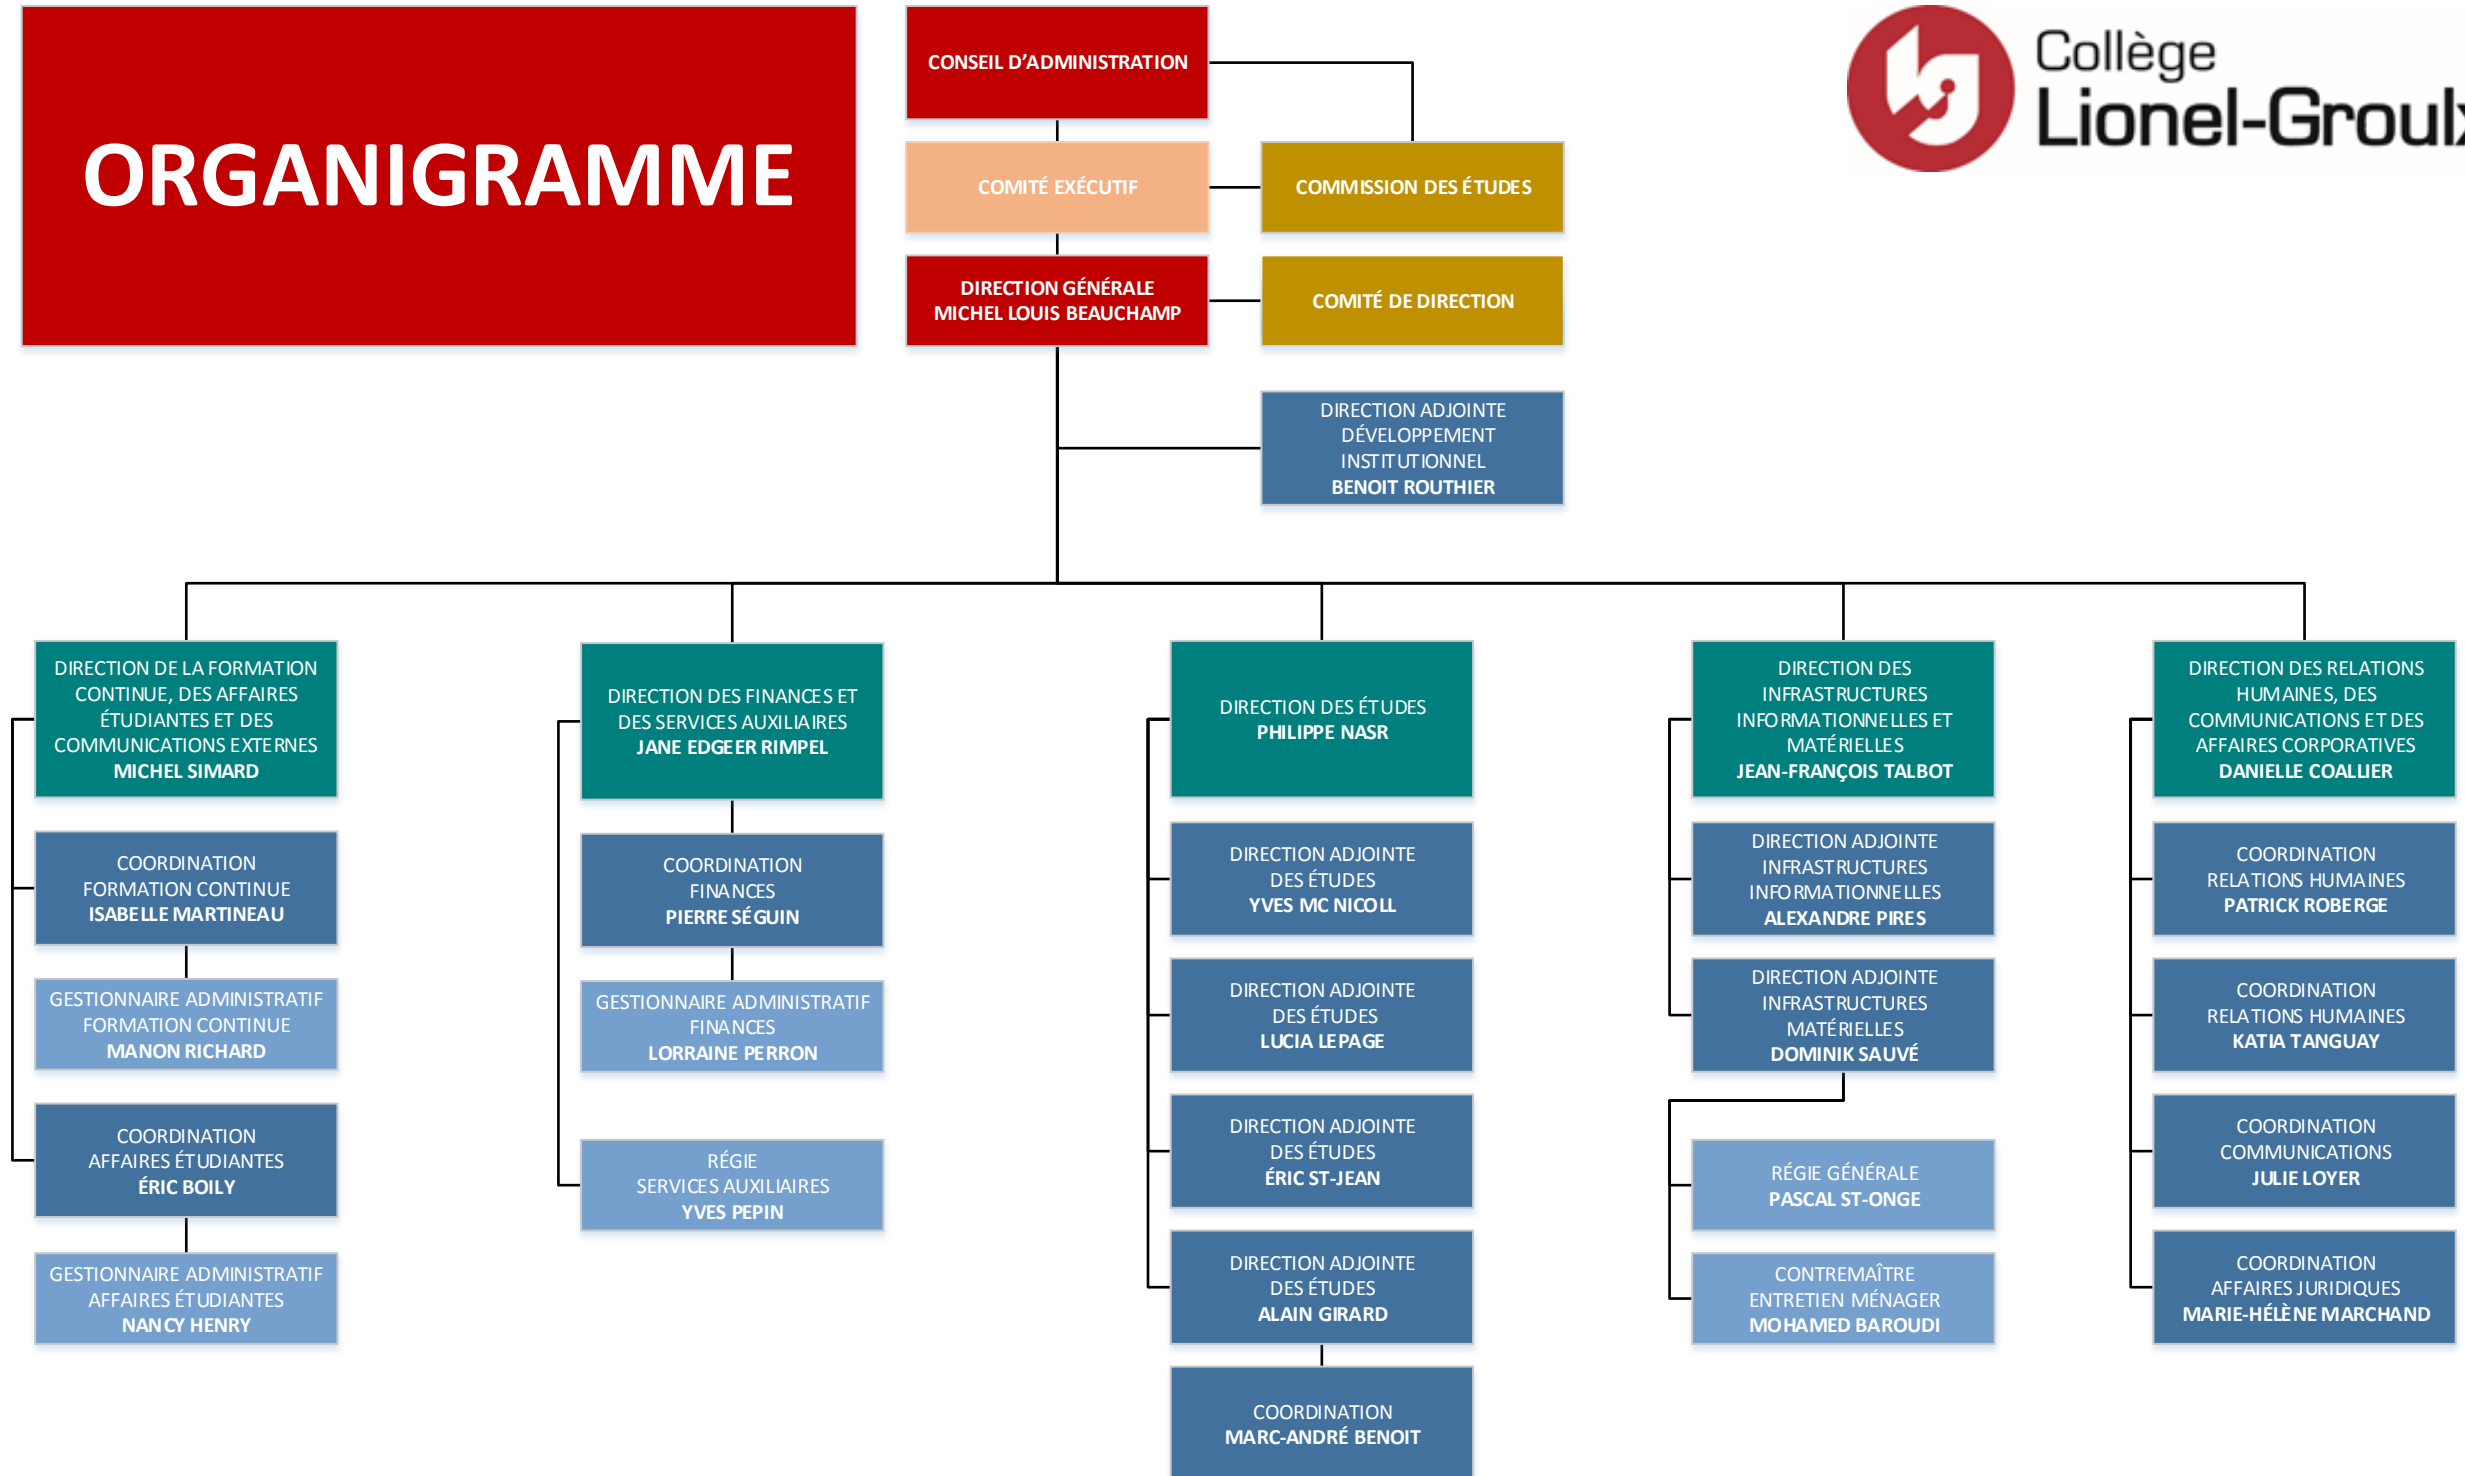 ORGANIGRAMME
CONSEIL D’ADMINISTRATION
Collège
Lionel-Groulx
COMITÉ EXÉCUTIF
COMMISSION DES ÉTUDES
DIRECTION GÉNÉRALE
MICHEL LOUIS BEAUCHAMP
COMITÉ DE DIRECTION
DIRECTION ADJOINTE
DÉVELOPPEMENT
INSTITUTIONNEL
BENOIT ROUTHIER
DIRECTION DE LA FORMATION
CONTINUE, DES AFFAIRES
ÉTUDIANTES ET DES
COMMUNICATIONS EXTERNES
MICHEL SIMARD
COORDINATION
FORMATION CONTINUE
ISABELLE MARTINEAU
GESTIONNAIRE ADMINISTRATIF
FORMATION CONTINUE
MANON RICHARD
COORDINATION
AFFAIRES ÉTUDIANTES
ÉRIC BOILY
GESTIONNAIRE ADMINISTRATIF
AFFAIRES ÉTUDIANTES
NANCY HENRY
DIRECTION DES FINANCES ET
DES SERVICES AUXILIAIRES
JANE EDGEER RIMPEL
COORDINATION
FINANCES
PIERRE SÉGUIN
GESTIONNAIRE ADMINISTRATIF
FINANCES
LORRAINE PERRON
RÉGIE
SERVICES AUXILIAIRES
YVES PEPIN
DIRECTION DES ÉTUDES
PHILIPPE NASR
DIRECTION ADJOINTE
DES ÉTUDES
YVES MC NICOLL
DIRECTION ADJOINTE
DES ÉTUDES
LUCIA LEPAGE
DIRECTION ADJOINTE
DES ÉTUDES
ÉRIC ST-JEAN
DIRECTION ADJOINTE
DES ÉTUDES
ALAIN GIRARD
COORDINATION
MARC-ANDRÉ BENOIT
DIRECTION DES
INFRASTRUCTURES
INFORMATIONNELLES ET
MATÉRIELLES
JEAN-FRANÇOIS TALBOT
DIRECTION ADJOINTE
INFRASTRUCTURES
INFORMATIONNELLES
ALEXANDRE PIRES
DIRECTION ADJOINTE
INFRASTRUCTURES
MATÉRIELLES
DOMINIK SAUVÉ
RÉGIE GÉNÉRALE
PASCAL ST-ONGE
CONTREMAÎTRE
ENTRETIEN MÉNAGER
MOHAMED BAROUDI
DIRECTION DES RELATIONS
HUMAINES, DES
COMMUNICATIONS ET DES
AFFAIRES CORPORATIVES
DANIELLE COALLIER
COORDINATION
RELATIONS HUMAINES
PATRICK ROBERGE
COORDINATION
RELATIONS HUMAINES
KATIA TANGUAY
COORDINATION
COMMUNICATIONS
JULIE LOYER
COORDINATION
AFFAIRES JURIDIQUES
MARIE-HÉLÈNE MARCHAND